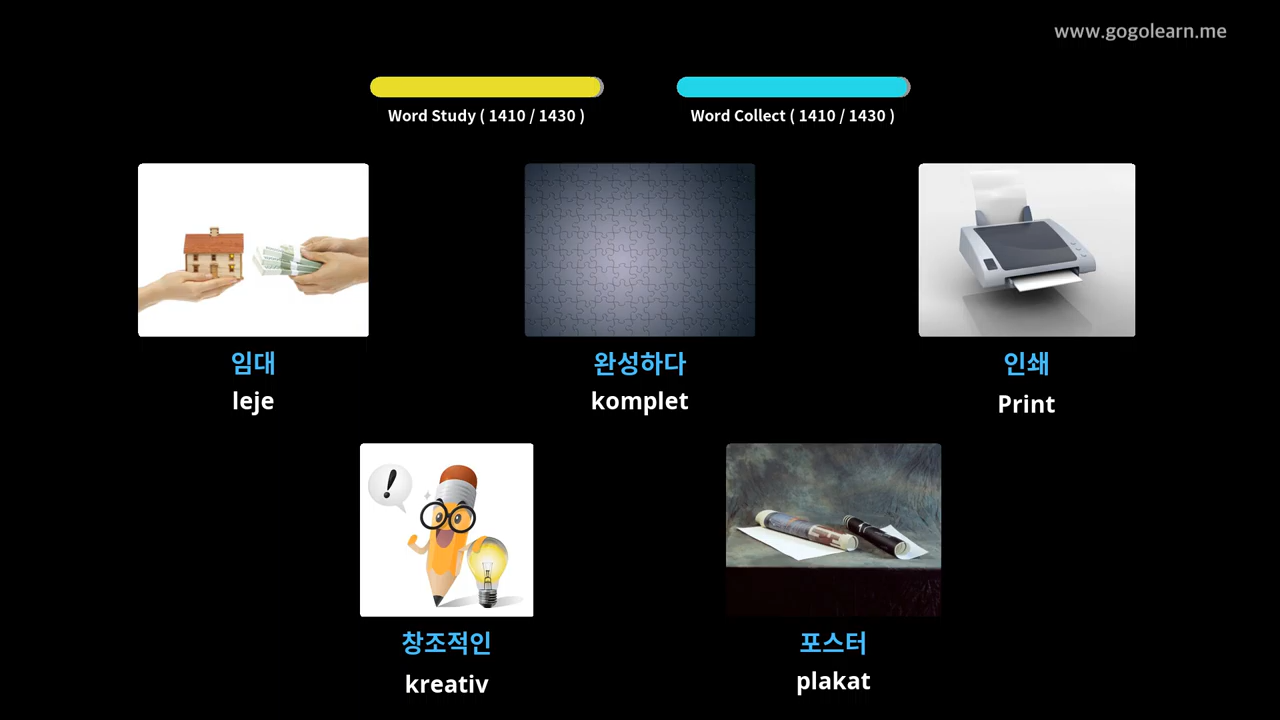 www.gogolearn.me
Word Study ( 1410 / 1430 )
Word Collect ( 1410 / 1430 )
임대
leje
완성하다
komplet
인쇄
Print
창조적인
kreativ
포스터
plakat